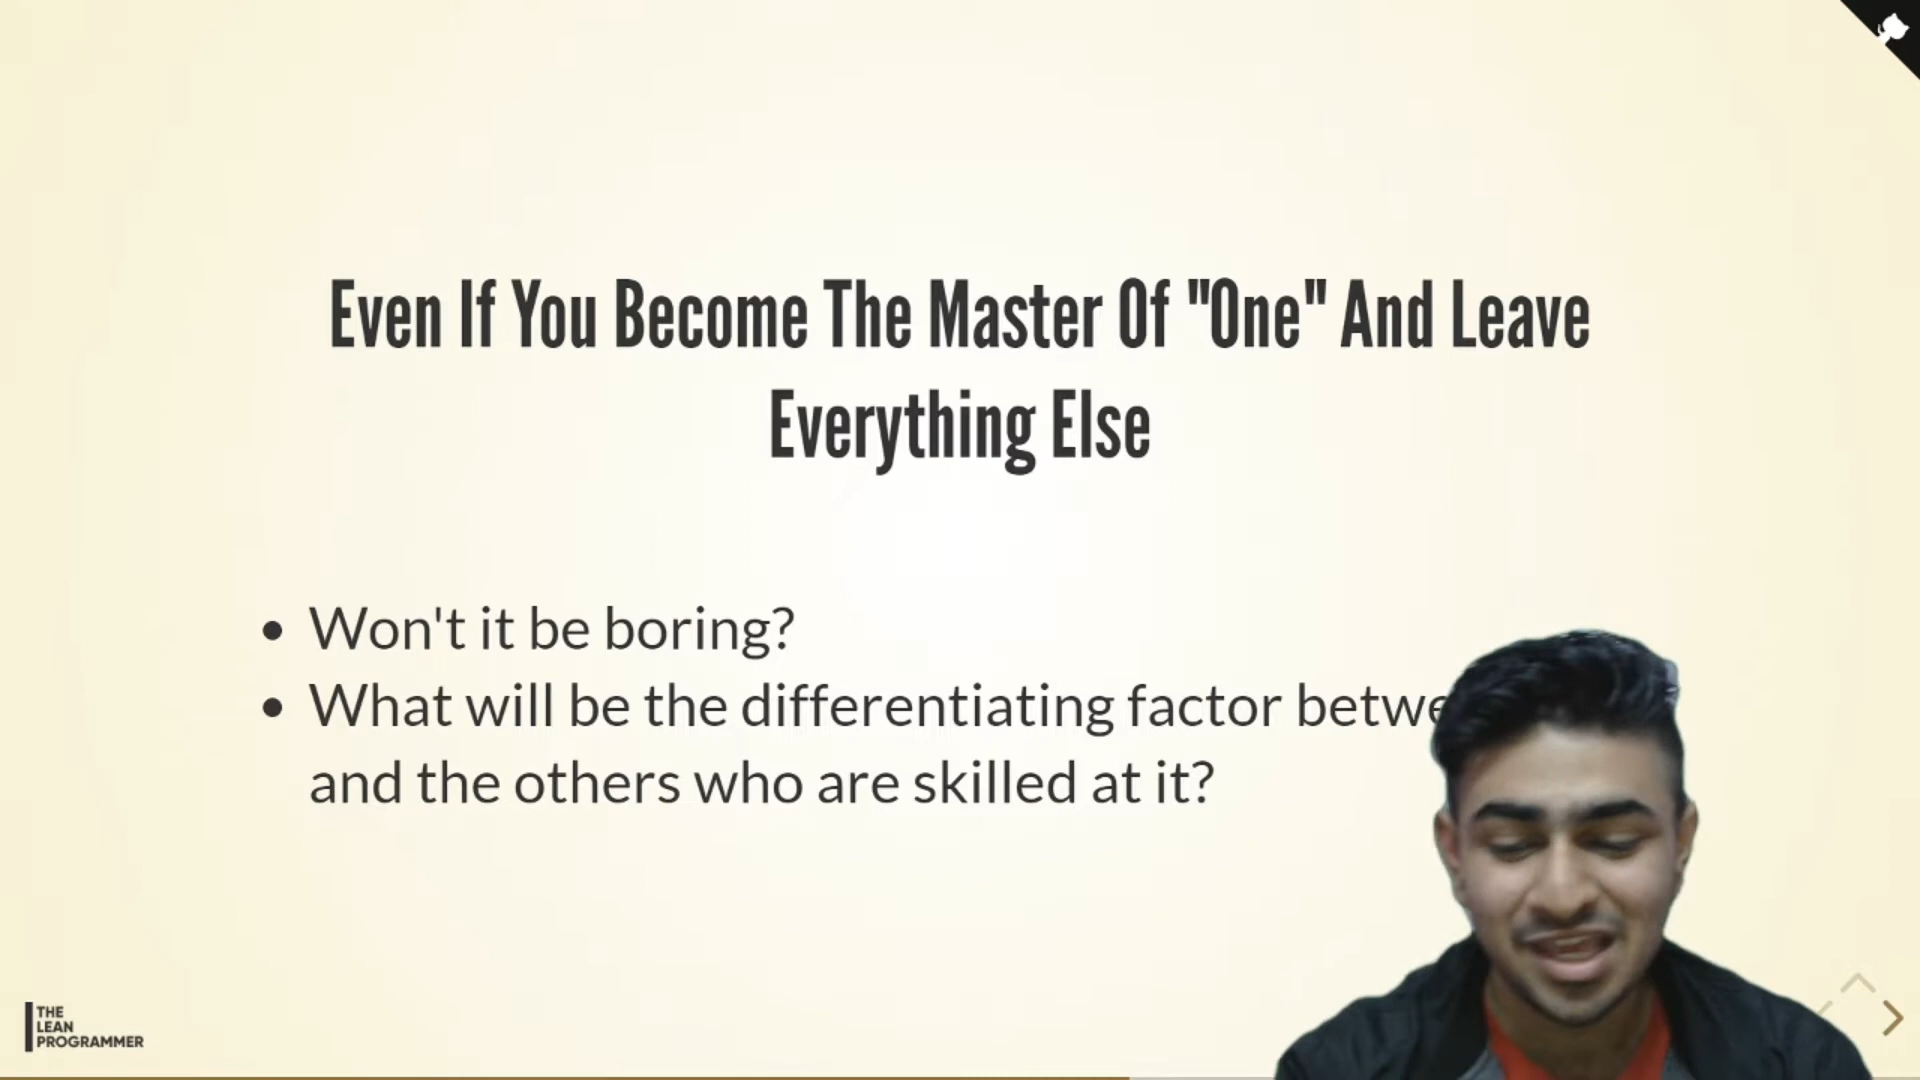 Even If You Become The Master Of "One" And Leave
Everything Else
Won't it be boring?
What will be the differentiating factor
and the others who are skilled at it?
THE
LEAN
PROGRAMMER